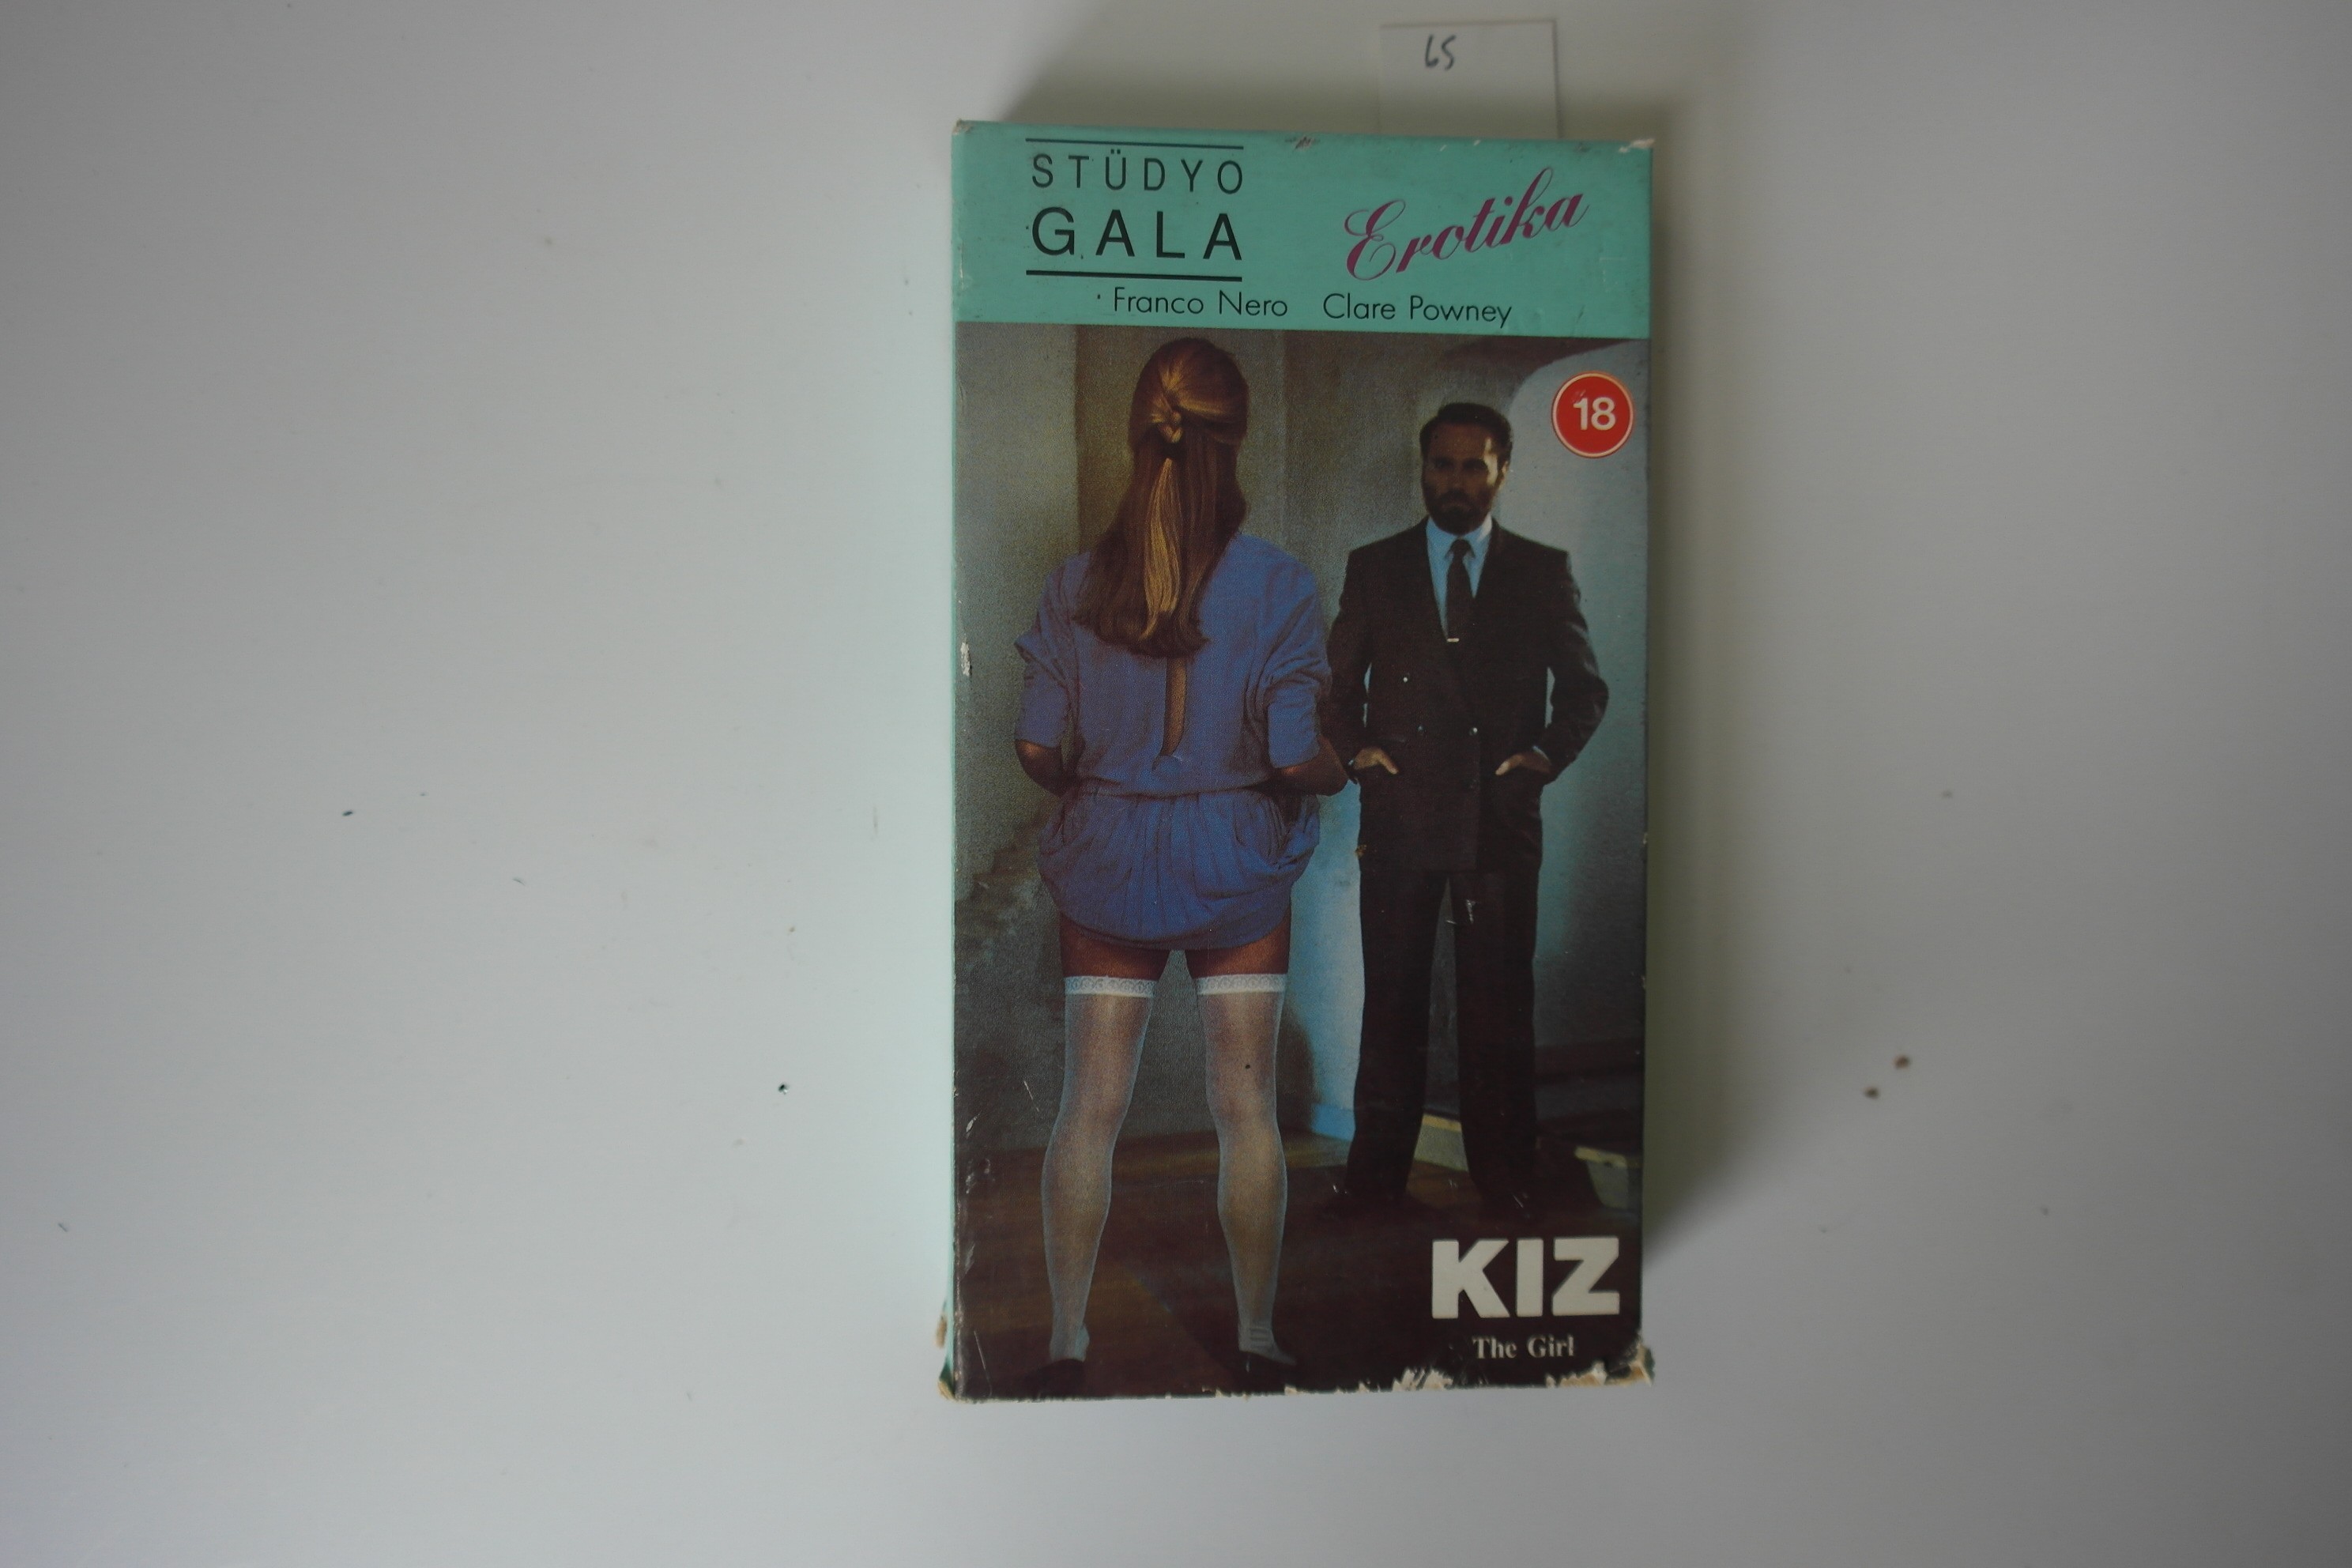 65
STÜDYO
GALA
Erotika
Franco Nero Clare Powney
18
KIZ
The Girl